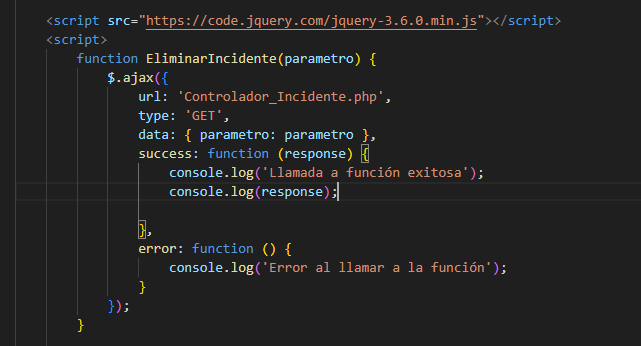 <script src="https://code.jquery.com/jquery-3.6.0.min.js"></script>
<script>
function EliminarIncidente(parametro) {
$.ajax({
url: 'Controlador_Incidente.php',
type: 'GET',
data: { parametro: parametro },
success: function (response) {
console.log('Llamada a función exitosa');
console.log(response);
},
error: function () {
console.log('Error al llamar a la función');
}
});
}